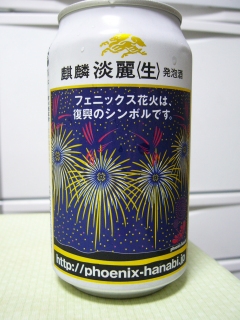 麒麟 淡麗〈生〉 発泡酒
フェニックス花火は、
復興のシンボルです。
http://phoenix-hanabi.jp